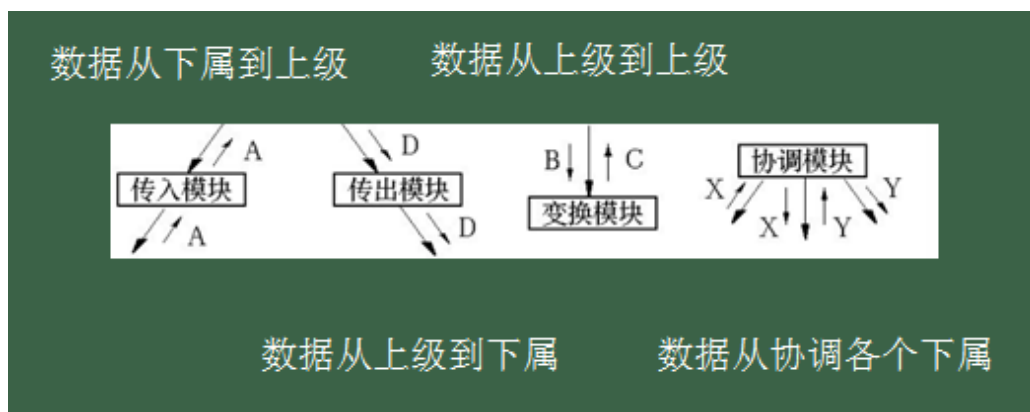 数据从下属到上级
数据从上级到上级
A
D
B
C
协调模块
传入模块
传出模块
变换模块
X
Y
A
D
X
Y
数据从上级到下属
数据从协调各个下属